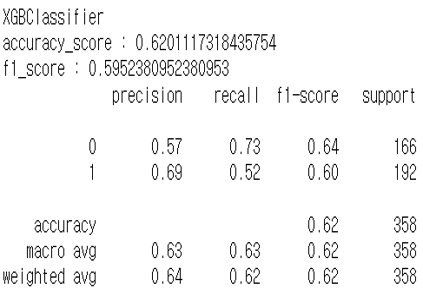 XGBClassifier
accuracy_score : 0.6201117318435754
f1_score : 0.5952380952380953
precision recall f1-score support
0 0.57 0.73 0.64 166
1 0.69 0.52 0.60 192
accuracy 0.62 358
macro avg 0.63 0.63 0.62 358
weighted avg 0.64 0.62 0.62 358